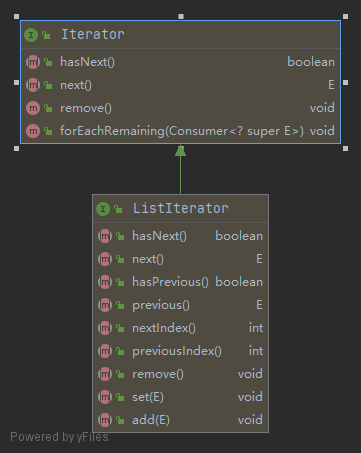 Iterator
hasNext() boolean
next() E
remove() void
forEachRemaining(Consumer<? super E>) void
ListIterator
hasNext() boolean
next() E
hasPrevious() boolean
previous() E
nextIndex() int
previousIndex() int
remove() void
set(E) void
add(E) void
Powered by yFiles